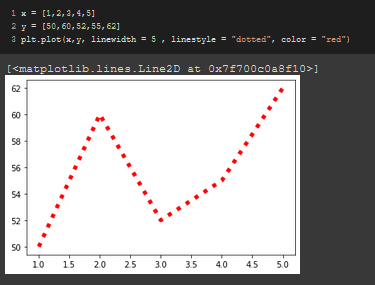 1 x = [1,2,3,4,5]
2 y = [50,60,52,55,62]
3 plt.plot(x,y, linewidth = 5 , linestyle = "dotted", color = "red")
[<matplotlib.lines.Line2D at 0x7f700c0a8f10>]
62
60
58
56
54
52
50
1.0 1.5 2.0 2.5 3.0 3.5 4.0 4.5 5.0